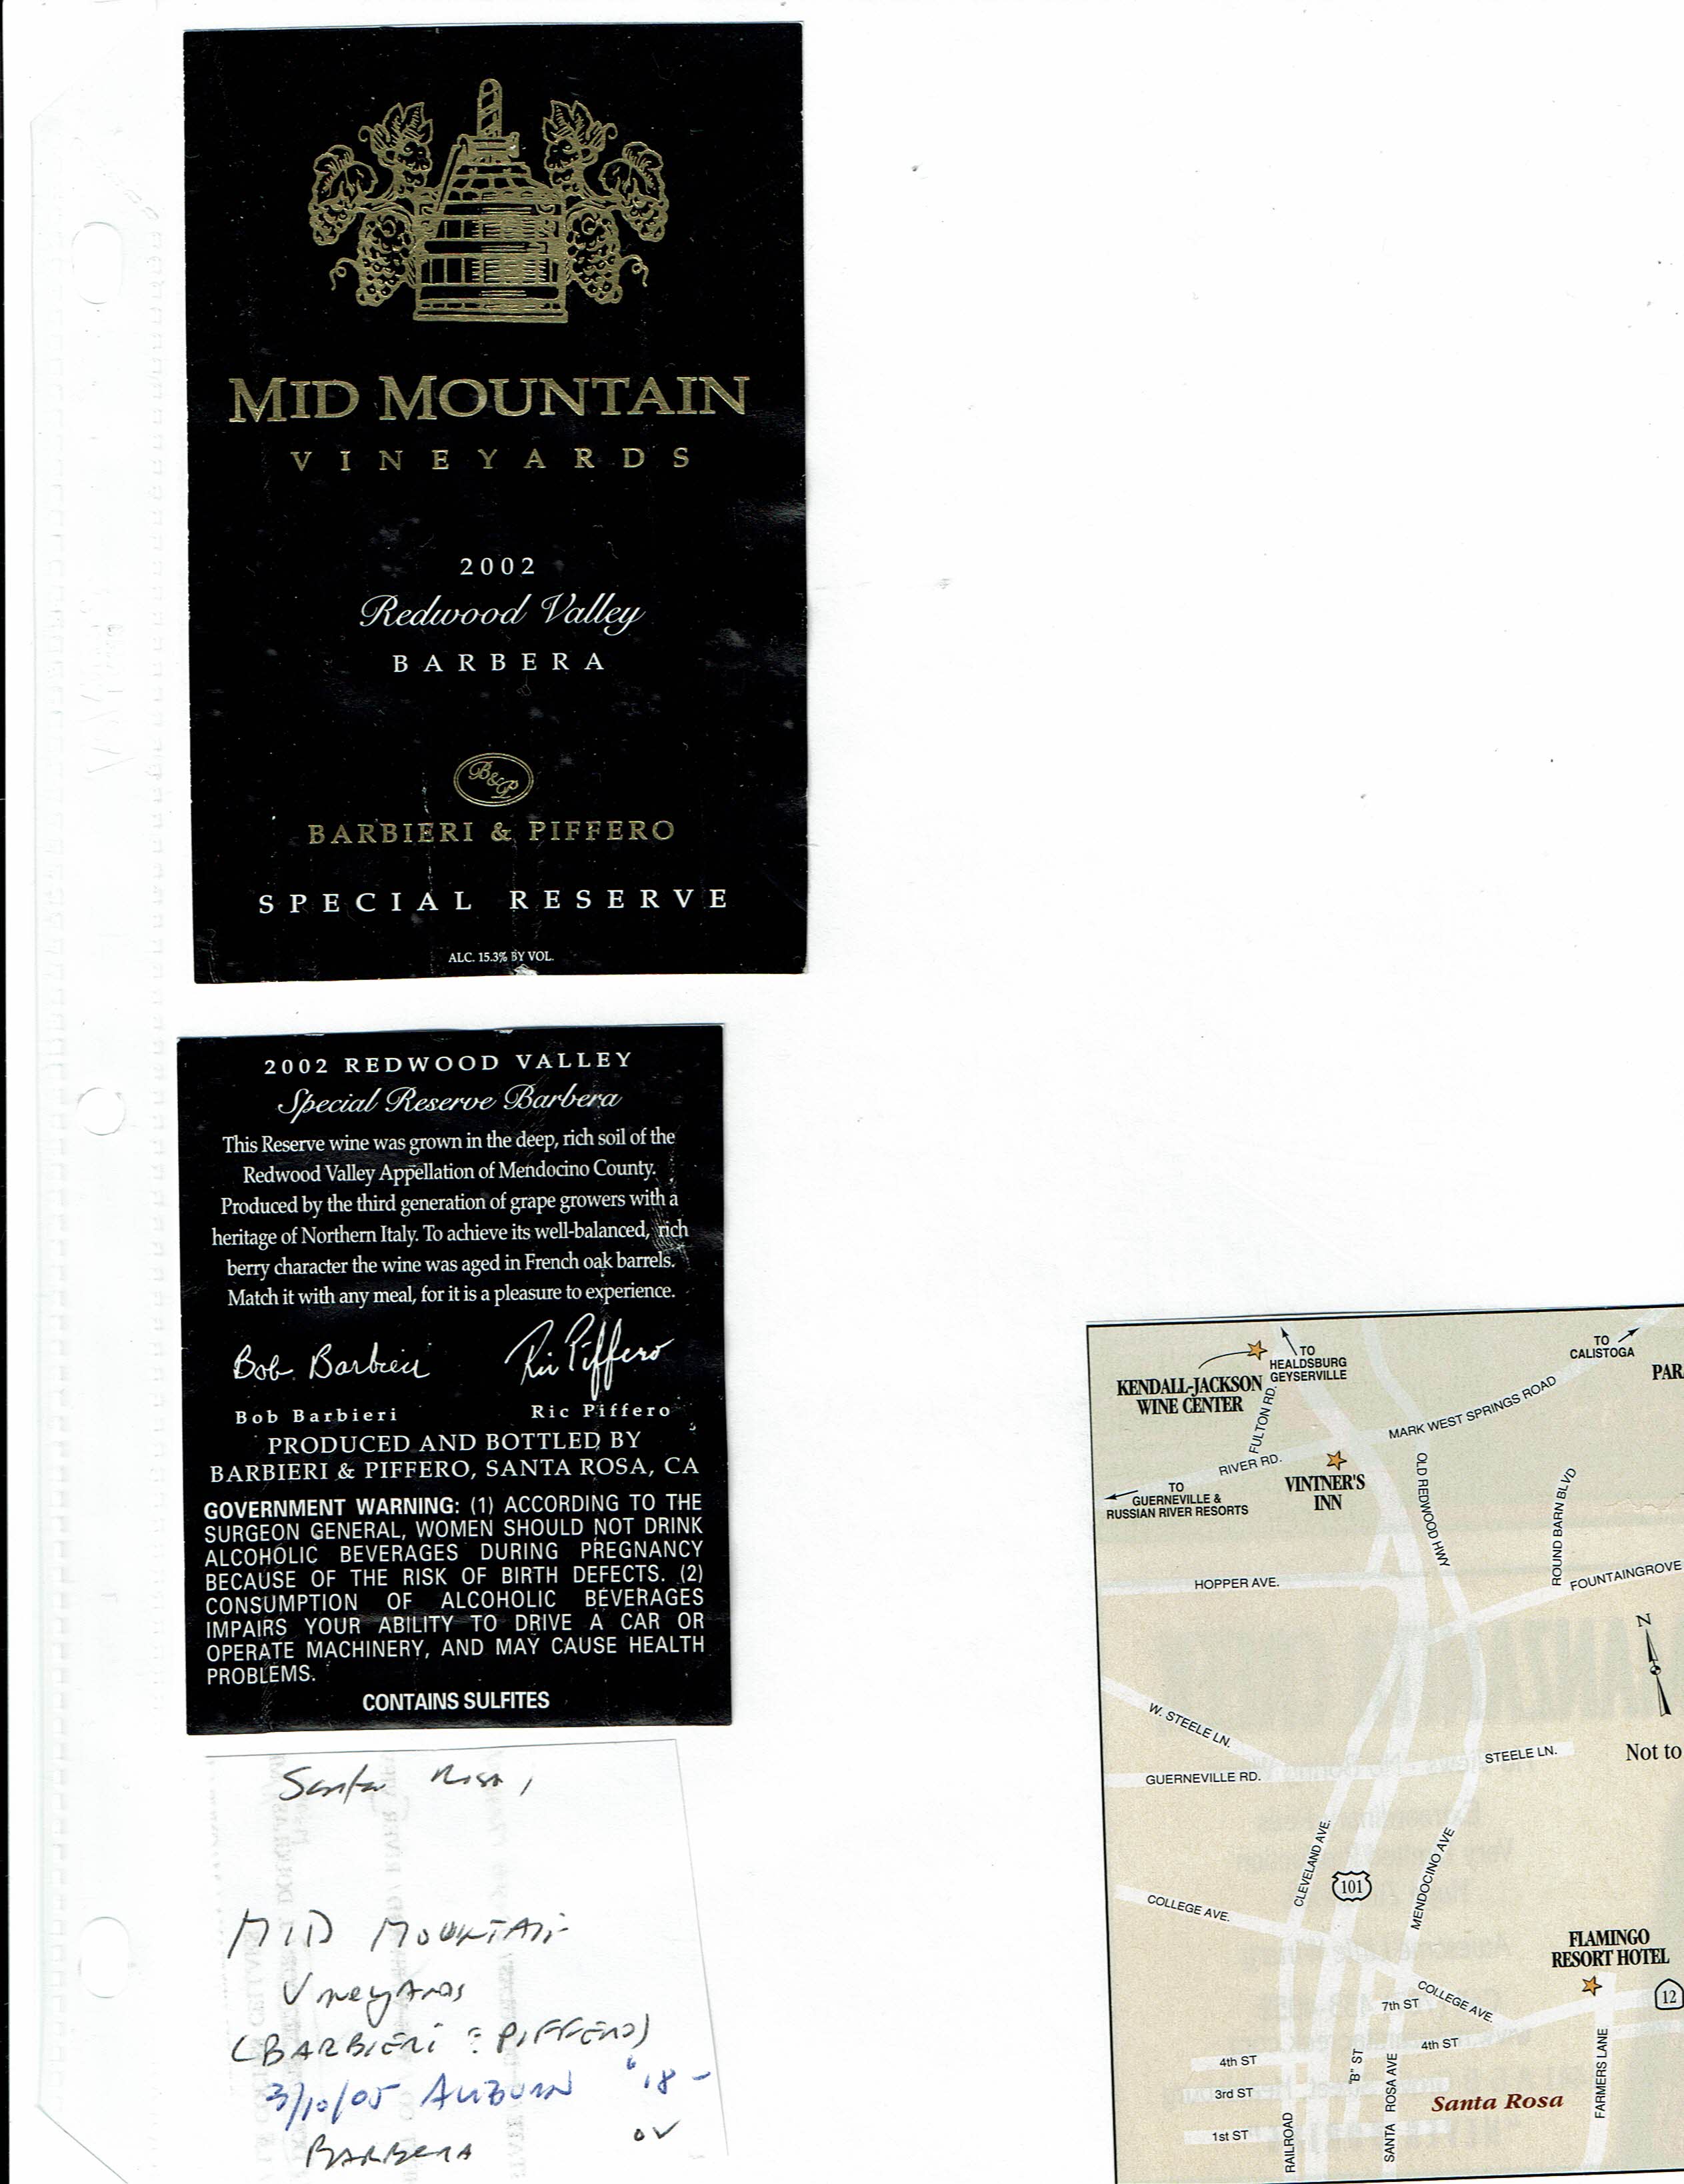 MID MOUNTAIN
VINEYARDS
2002
Redwood Valley
BARBERA
B&P
BARBIERI & PIFFERO
SPECIAL RESERVE
ALC. 15.3% BY VOL.
2002 REDWOOD VALLEY
Special Reserve Barbera
This Reserve wine was grown in the deep, rich soil of the
Redwood Valley Appellation of Mendocino County.
Produced by the third generation of grape growers with a
heritage of Northern Italy. To achieve its well-balanced, rich
berry character the wine was aged in French oak barrels.
Match it with any meal, for it is a pleasure to experience.
Bob Barbieri Ric Piffero
Bob Barbieri Ric Piffero
PRODUCED AND BOTTLED BY
BARBIERI & PIFFERO, SANTA ROSA, CA
GOVERNMENT WARNING: (1) ACCORDING TO THE
SURGEON GENERAL, WOMEN SHOULD NOT DRINK
ALCOHOLIC BEVERAGES DURING PREGNANCY
BECAUSE OF THE RISK OF BIRTH DEFECTS. (2)
CONSUMPTION OF ALCOHOLIC BEVERAGES
IMPAIRS YOUR ABILITY TO DRIVE A CAR OR
OPERATE MACHINERY, AND MAY CAUSE HEALTH
PROBLEMS.
CONTAINS SULFITES
Santa Rosa,
MID MOUNTAIN
Vineyards
(BARBIERI & PIFFERO)
3/10/05 AUBURN 18-
BARBERA
TO
HEALDSBURG
GEYSERVILLE
TO
CALISTOGA
KENDALL-JACKSON
WINE CENTER
PAR
FULTON RD.
MARK WEST SPRINGS ROAD
RIVER RD.
VINTNER'S
INN
TO
GUERNEVILLE &
RUSSIAN RIVER RESORTS
OLD REDWOOD HWY
ROUND BARN BLVD
HOPPER AVE.
FOUNTAINGROVE
N
W. STEELE LN.
STEELE LN.
Not to
GUERNEVILLE RD.
CLEVELAND AVE.
101
MENDOCINO AVE
COLLEGE AVE.
FLAMINGO
RESORT HOTEL
12
COLLEGE AVE.
7th ST
4th ST
4th ST
3rd ST
1st ST
"B" ST
SANTA ROSA AVE
RAILROAD
FARMERS LANE
Santa Rosa